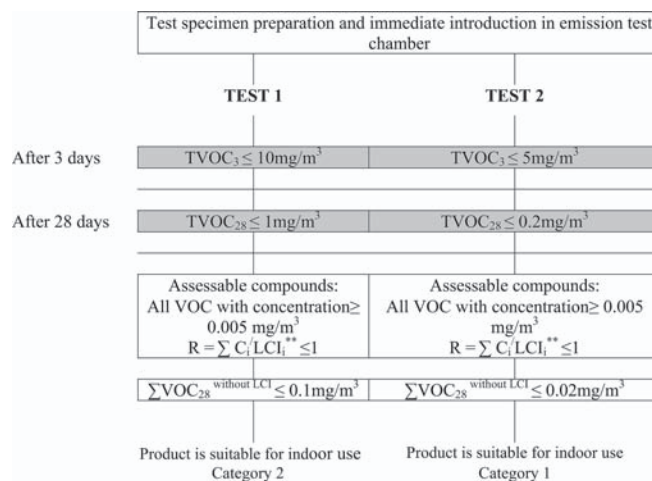 Test specimen preparation and immediate introduction in emission test
chamber
TEST 1
TEST 2
After 3 days
TVOC₃ ≤ 10mg/m³
TVOC₃ ≤ 5mg/m³
After 28 days
TVOC₂₈ ≤ 1mg/m³
TVOC₂₈ ≤ 0.2mg/m³
Assessable compounds:
All VOC with concentration≥
0.005 mg/m³
R = ∑ Cᵢ/LCIᵢ** ≤1
Assessable compounds:
All VOC with concentration≥ 0.005
mg/m³
R = ∑ Cᵢ/LCIᵢ** ≤1
∑VOC₂₈ without LCI ≤ 0.1mg/m³
∑VOC₂₈ without LCI ≤ 0.02mg/m³
Product is suitable for indoor use
Category 2
Product is suitable for indoor use
Category 1